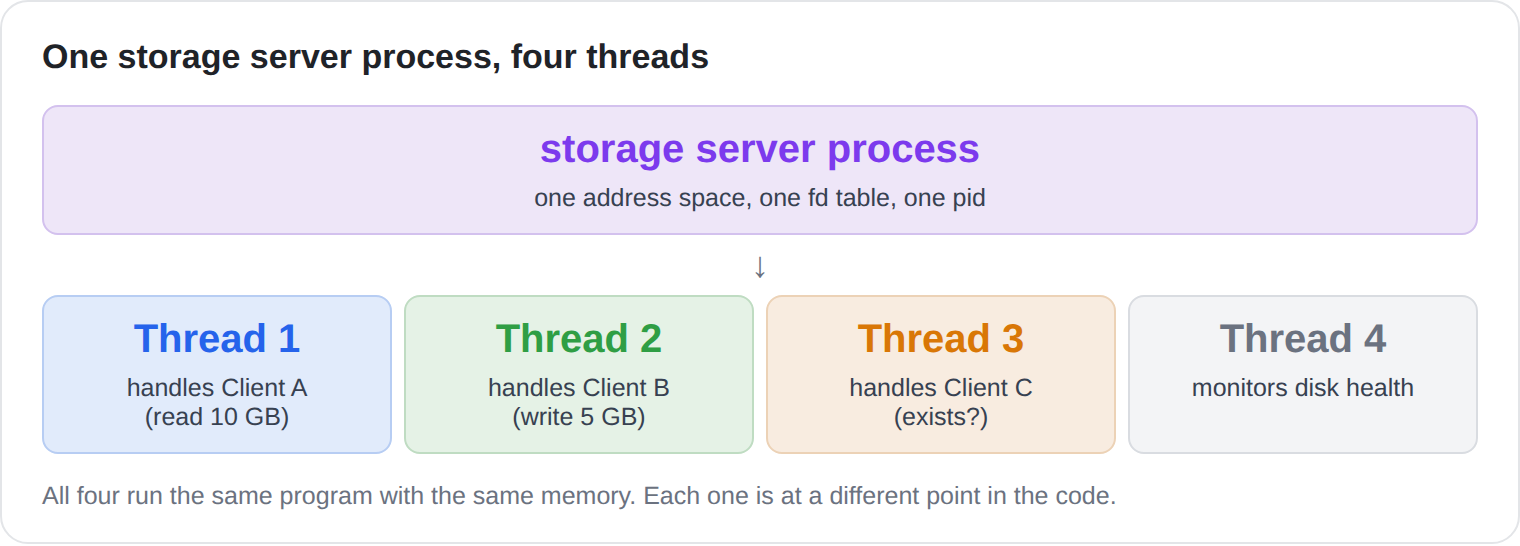 One storage server process, four threads
storage server process
one address space, one fd table, one pid
↓
Thread 1
handles Client A
(read 10 GB)
Thread 2
handles Client B
(write 5 GB)
Thread 3
handles Client C
(exists?)
Thread 4
monitors disk health
All four run the same program with the same memory. Each one is at a different point in the code.